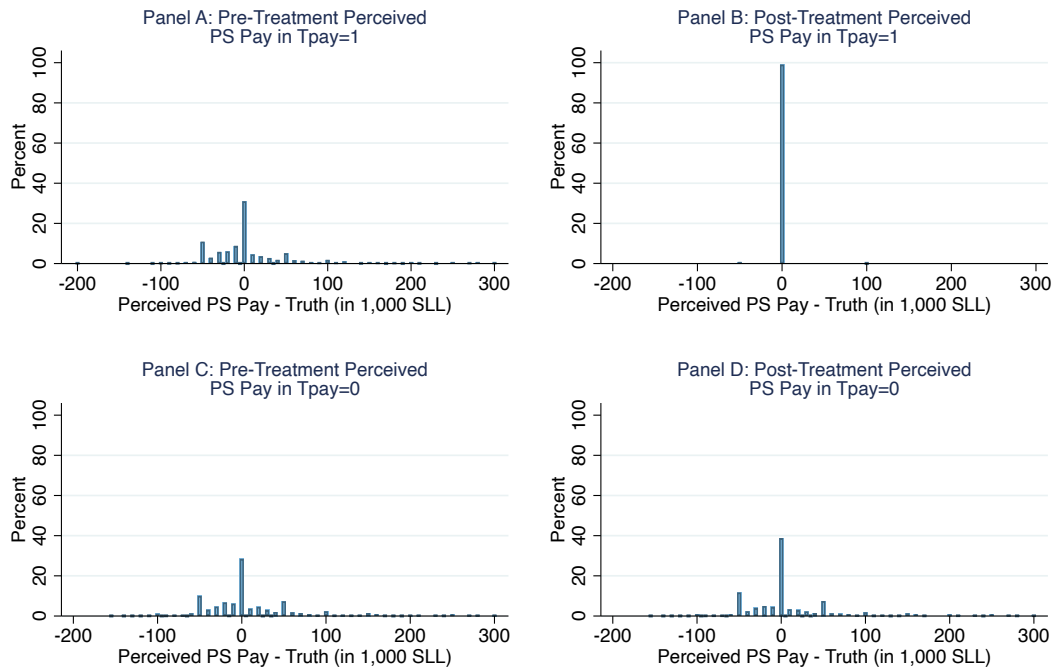 Panel A: Pre-Treatment Perceived
PS Pay in Tpay=1
Percent
100
80
60
40
20
0
-200 -100 0 100 200 300
Perceived PS Pay - Truth (in 1,000 SLL)
Panel B: Post-Treatment Perceived
PS Pay in Tpay=1
Percent
100
80
60
40
20
0
-200 -100 0 100 200 300
Perceived PS Pay - Truth (in 1,000 SLL)
Panel C: Pre-Treatment Perceived
PS Pay in Tpay=0
Percent
100
80
60
40
20
0
-200 -100 0 100 200 300
Perceived PS Pay - Truth (in 1,000 SLL)
Panel D: Post-Treatment Perceived
PS Pay in Tpay=0
Percent
100
80
60
40
20
0
-200 -100 0 100 200 300
Perceived PS Pay - Truth (in 1,000 SLL)